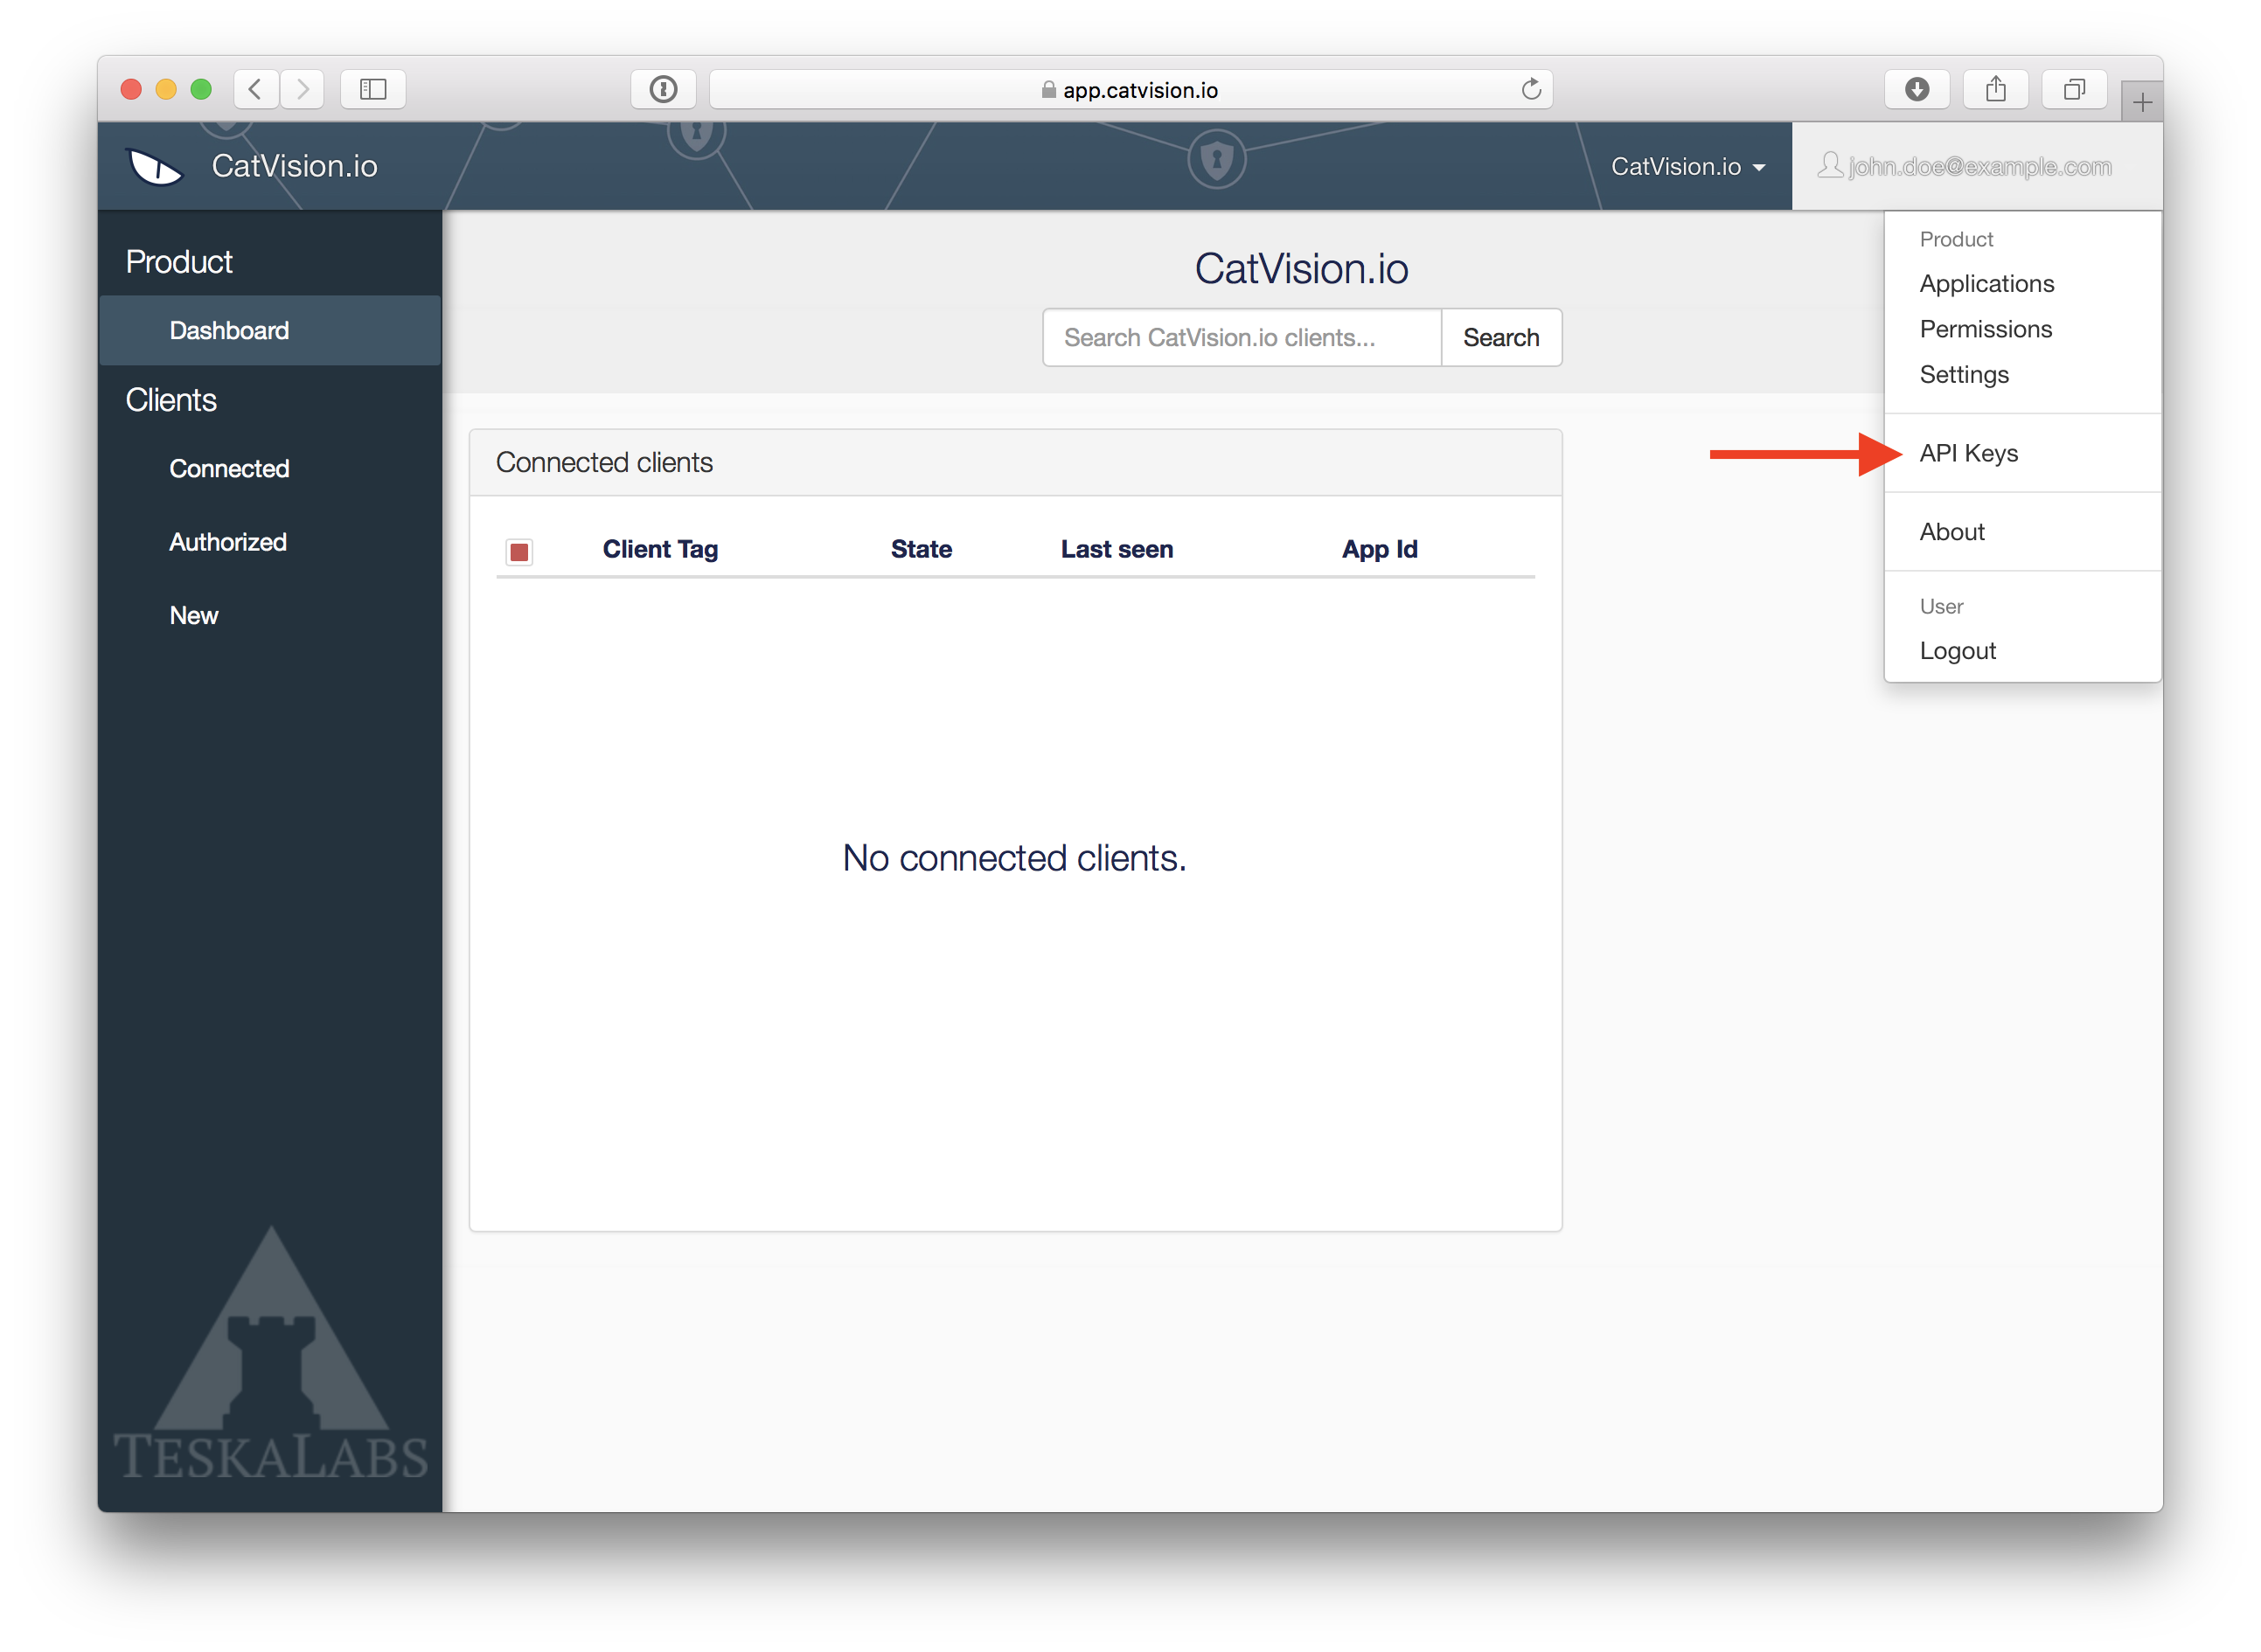 app.catvision.io
CatVision.io
CatVision.io
john.doe@example.com
Product
Dashboard
Clients
Connected
Authorized
New
TESKALABS
CatVision.io
Search CatVision.io clients...
Search
Connected clients
Client Tag State Last seen App Id
No connected clients.
Product
Applications
Permissions
Settings
API Keys
About
User
Logout